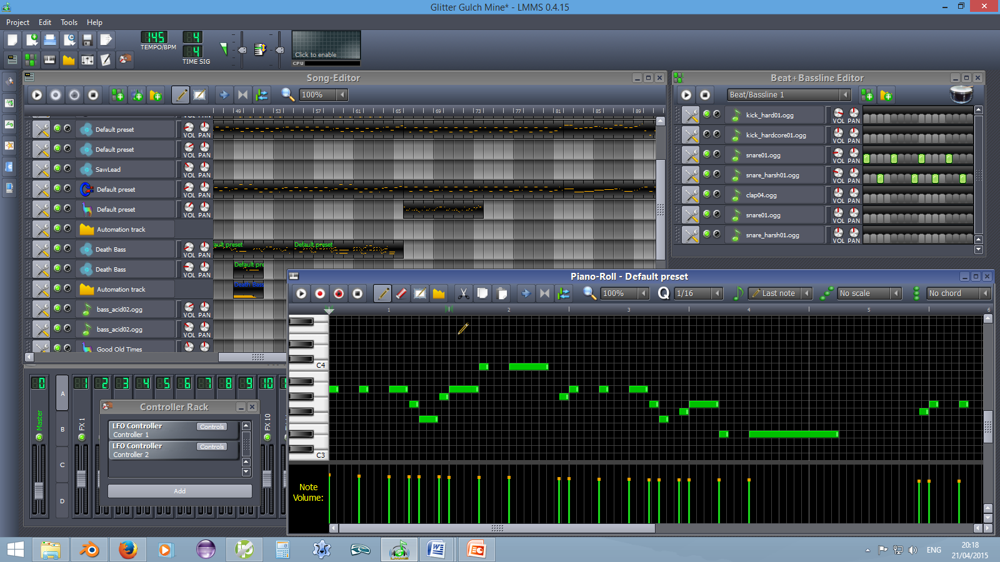 Glitter Gulch Mine* - LMMS 0.4.15
Project Edit Tools Help
145
TEMPO/BPM
4
4
TIME SIG
Click to enable
CPU
Song-Editor
100%
49 53 57 61 65 69 73 77 81 85 89
Default preset VOL PAN
Default preset VOL PAN
SawLead VOL PAN
Default preset VOL PAN
Default preset VOL PAN
Automation track
Death Bass VOL PAN
ault preset Default preset
Death Bass VOL PAN
Default pre
Automation track
Death Bass
bass_acid02.ogg VOL PAN
bass_acid02.ogg VOL PAN
Good Old Times
Beat+Bassline Editor
Beat/Bassline 1
kick_hard01.ogg VOL PAN
kick_hardcore01.ogg VOL PAN
snare01.ogg VOL PAN
snare_harsh01.ogg VOL PAN
clap04.ogg VOL PAN
snare01.ogg VOL PAN
snare_harsh01.ogg VOL PAN
Piano-Roll - Default preset
100% Q 1/16 Last note No scale No chord
1 2 3 4 5 6
C4
C3
Note
Volume:
0 1 2 3 4 5 6 7 8 9 10
Master
A
B
C
D
FX 1
FX 10
Controller Rack
LFO Controller
Controller 1
Controls
LFO Controller
Controller 2
Controls
Add
ENG
20:18
21/04/2015